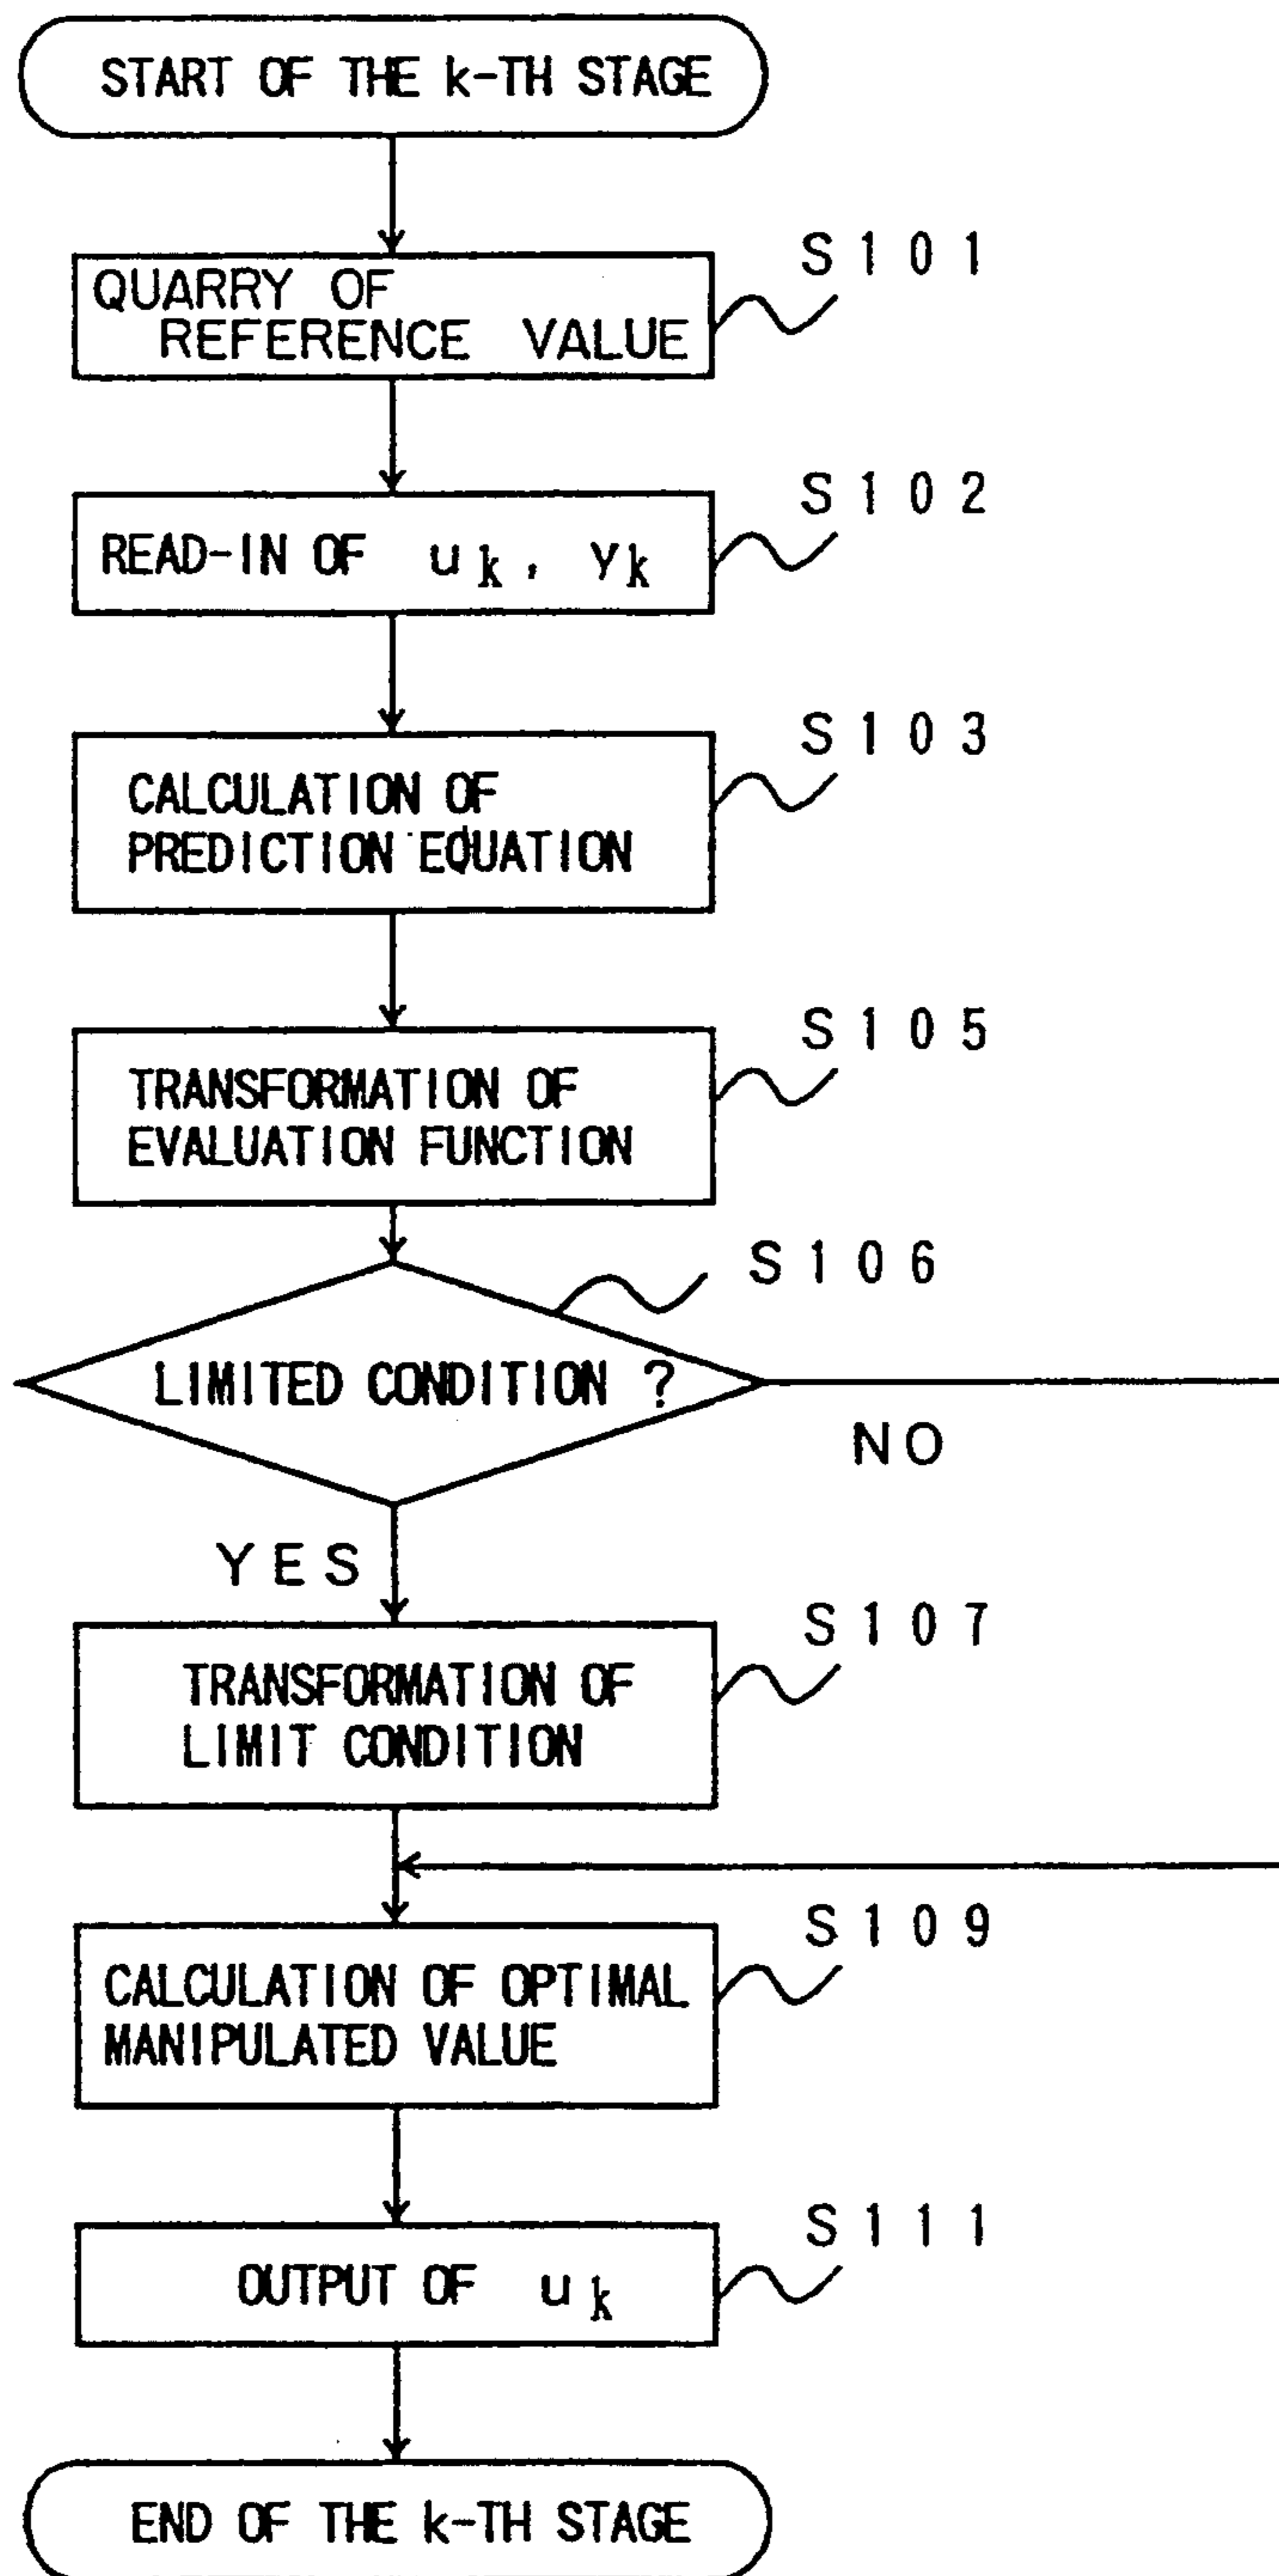 START OF THE k-TH STAGE
S101
QUARRY OF
REFERENCE VALUE
S102
READ-IN OF uk, yk
S103
CALCULATION OF
PREDICTION EQUATION
S105
TRANSFORMATION OF
EVALUATION FUNCTION
S106
LIMITED CONDITION ?
NO
YES
S107
TRANSFORMATION OF
LIMIT CONDITION
S109
CALCULATION OF OPTIMAL
MANIPULATED VALUE
S111
OUTPUT OF uk
END OF THE k-TH STAGE